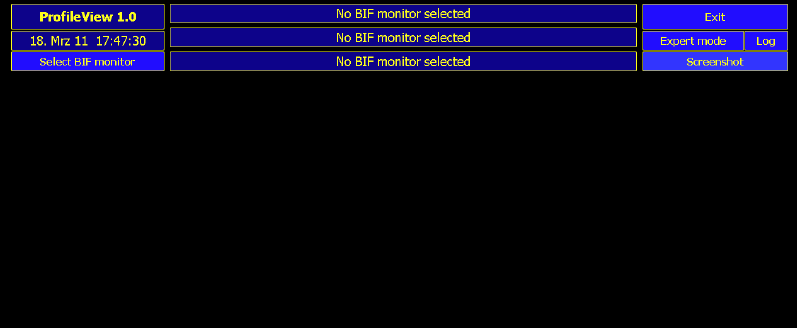 ProfileView 1.0
No BIF monitor selected
Exit
18. Mrz 11 17:47:30
No BIF monitor selected
Expert mode
Log
Select BIF monitor
No BIF monitor selected
Screenshot